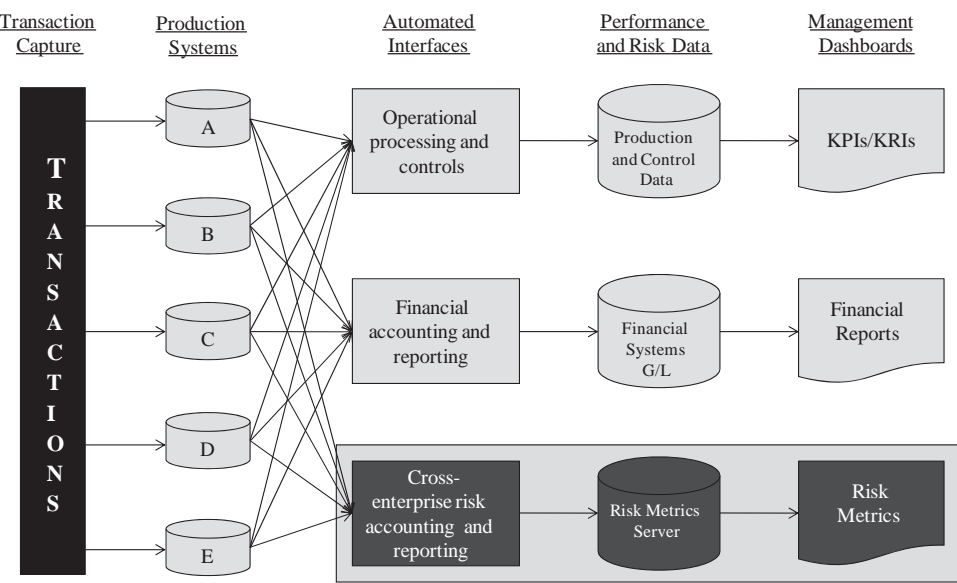 Transaction
Capture
Production
Systems
Automated
Interfaces
Performance
and Risk Data
Management
Dashboards
TRANSACTIONS
A
B
C
D
E
Operational
processing and
controls
Production
and Control
Data
KPIs/KRIs
Financial
accounting and
reporting
Financial
Systems
G/L
Financial
Reports
Cross-
enterprise risk
accounting and
reporting
Risk Metrics
Server
Risk
Metrics